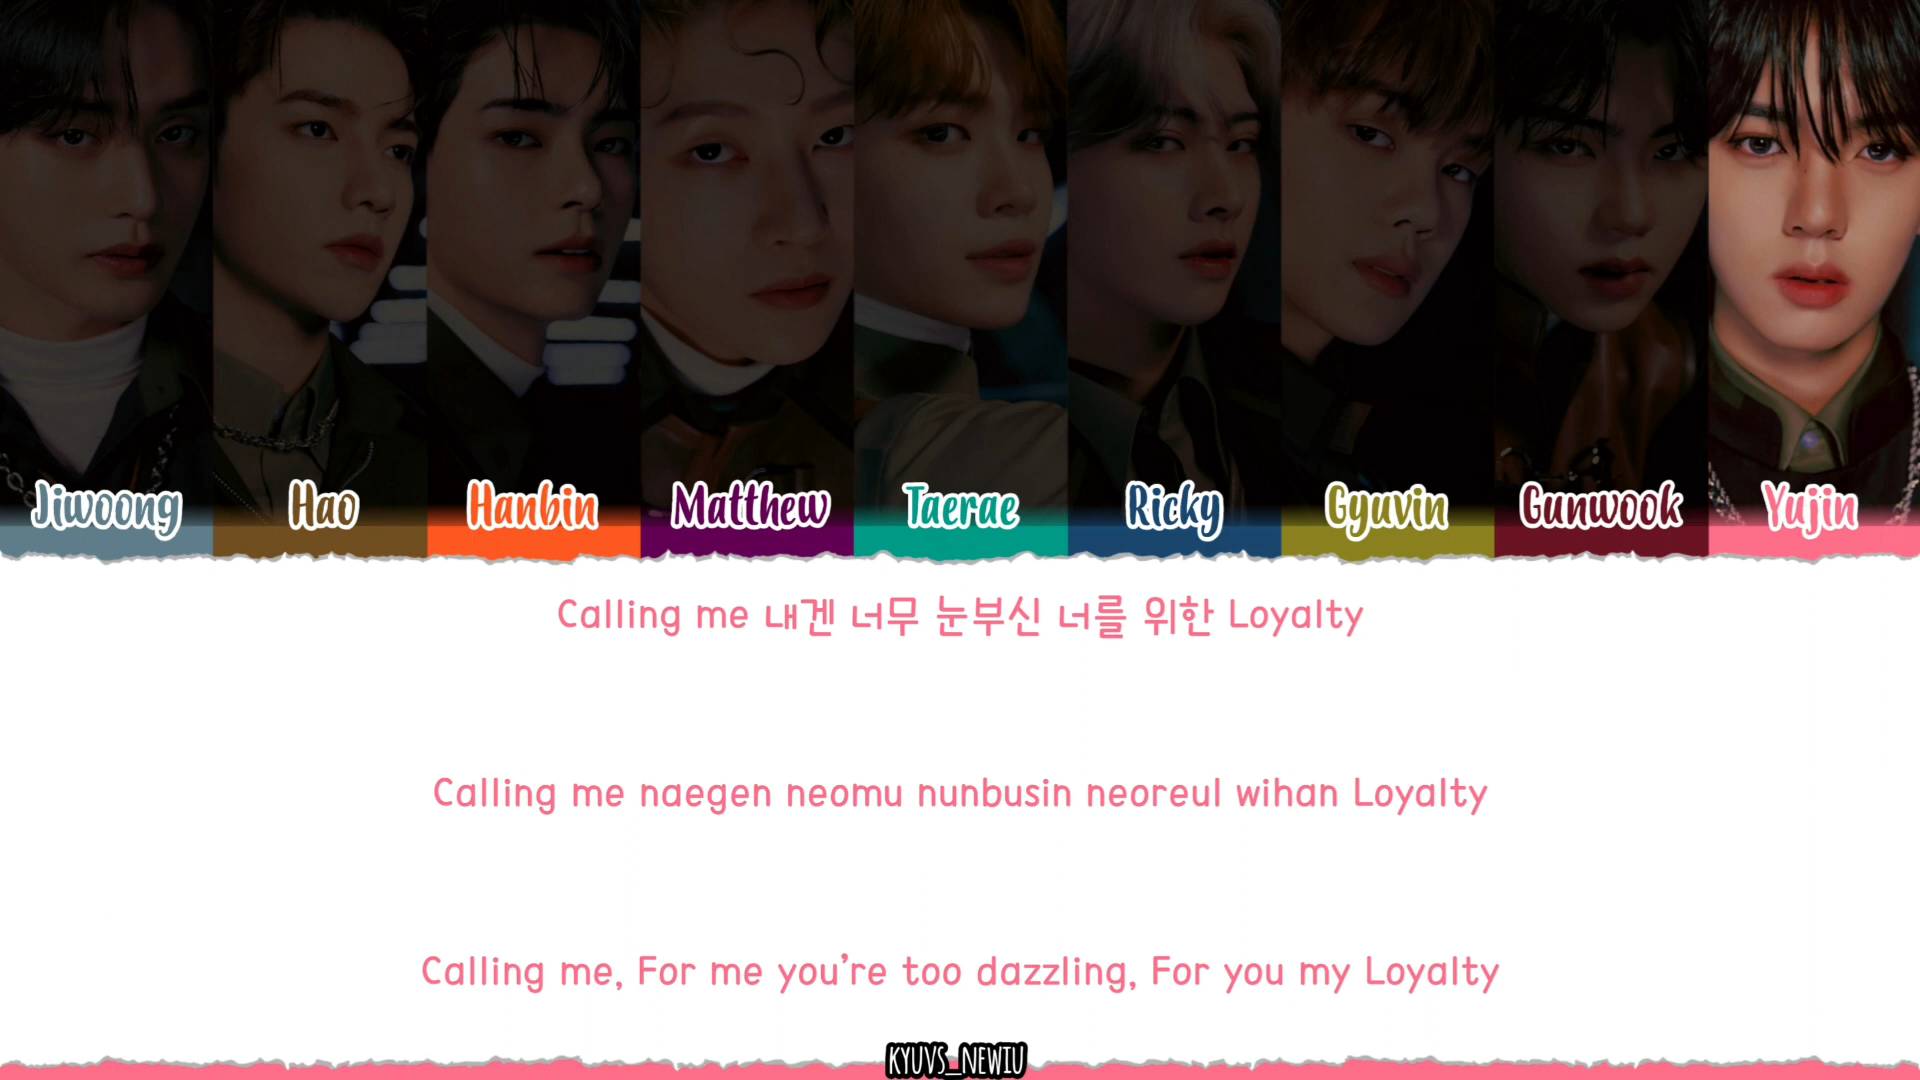 Jiwoong Hao Hanbin Matthew Taerae Ricky Gyuvin Gunwook Yujin
Calling me 내겐 너무 눈부신 너를 위한 Loyalty
Calling me naegen neomu nunbusin neoreul wihan Loyalty
Calling me, For me you’re too dazzling, For you my Loyalty
KYUVS_NEWIU